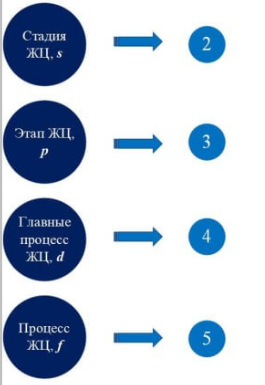 Стадия
ЖЦ, s
2
Этап ЖЦ,
p
3
Главные
процесс
ЖЦ, d
4
Процесс
ЖЦ, f
5